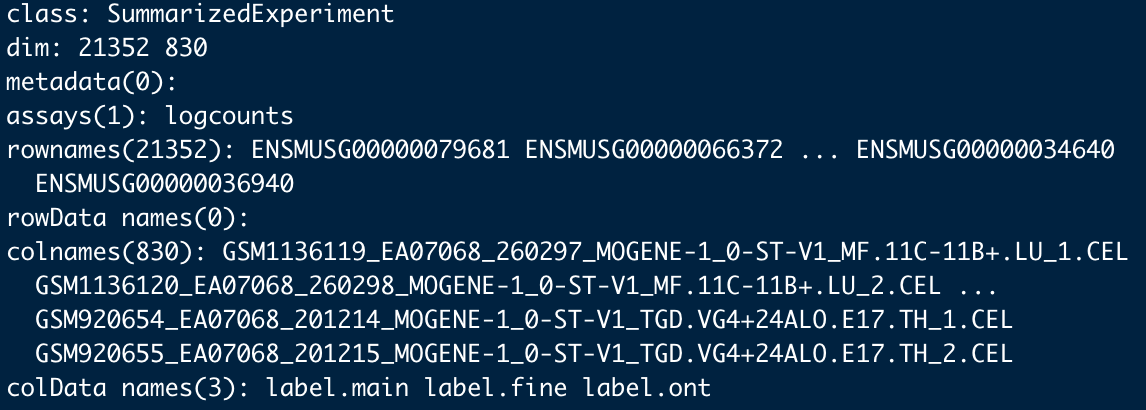 class: SummarizedExperiment
dim: 21352 830
metadata(0):
assays(1): logcounts
rownames(21352): ENSMUSG00000079681 ENSMUSG00000066372 ... ENSMUSG00000034640
ENSMUSG00000036940
rowData names(0):
colnames(830): GSM1136119_EA07068_260297_MOGENE-1_0-ST-V1_MF.11C-11B+.LU_1.CEL
GSM1136120_EA07068_260298_MOGENE-1_0-ST-V1_MF.11C-11B+.LU_2.CEL ...
GSM920654_EA07068_201214_MOGENE-1_0-ST-V1_TGD.VG4+24ALO.E17.TH_1.CEL
GSM920655_EA07068_201215_MOGENE-1_0-ST-V1_TGD.VG4+24ALO.E17.TH_2.CEL
colData names(3): label.main label.fine label.ont